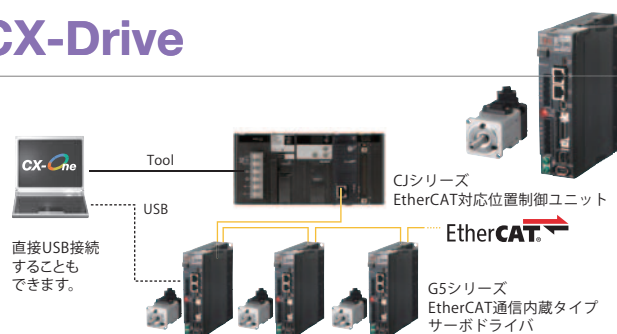 CX-Drive
CX-One
Tool
USB
直接USB接続
することも
できます。
CJシリーズ
EtherCAT対応位置制御ユニット
EtherCAT®
G5シリーズ
EtherCAT通信内蔵タイプ
サーボドライバ